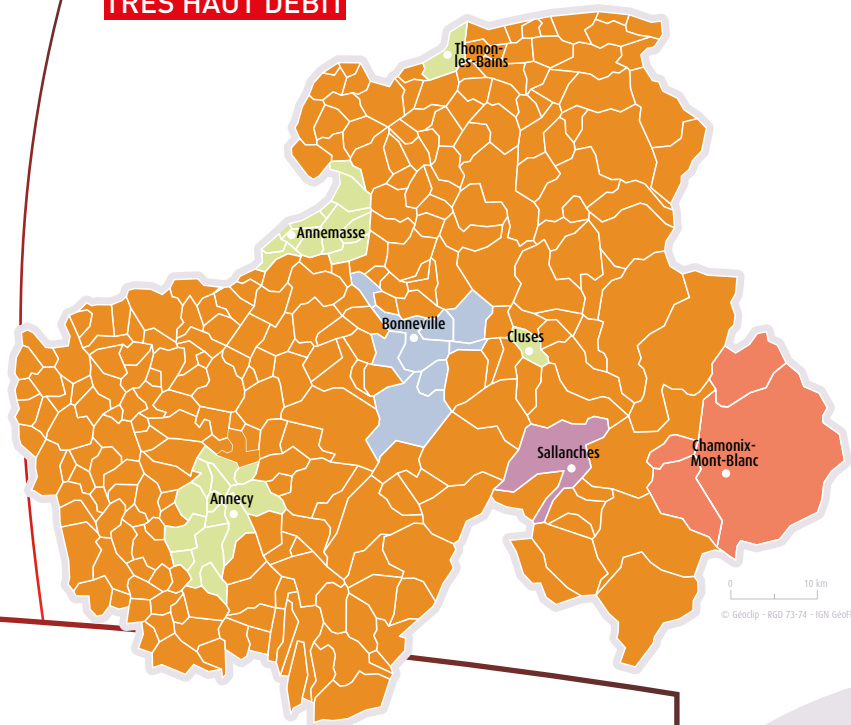 TRÈS HAUT DÉBIT
Thonon-
les-Bains
Annemasse
Bonneville
Cluses
Sallanches
Chamonix-
Mont-Blanc
Annecy
0 10 km
© Géoclip - RGD 73-74 - IGN GéoFl